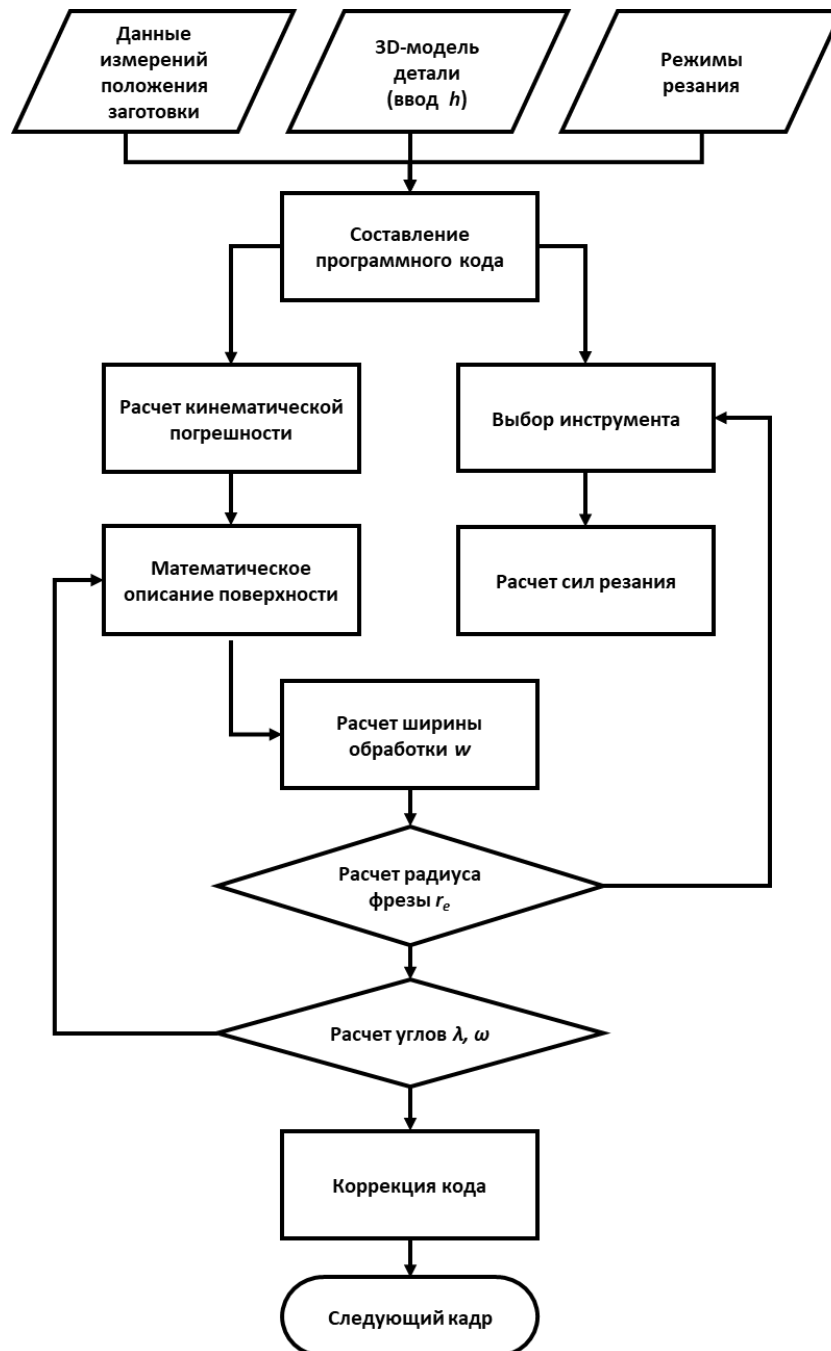 Данные
измерений
положения
заготовки
3D-модель
детали
(ввод h)
Режимы
резания
Составление
программного кода
Расчет кинематической
погрешности
Выбор инструмента
Математическое
описание поверхности
Расчет сил резания
Расчет ширины
обработки w
Расчет радиуса
фрезы rₑ
Расчет углов λ, ω
Коррекция кода
Следующий кадр